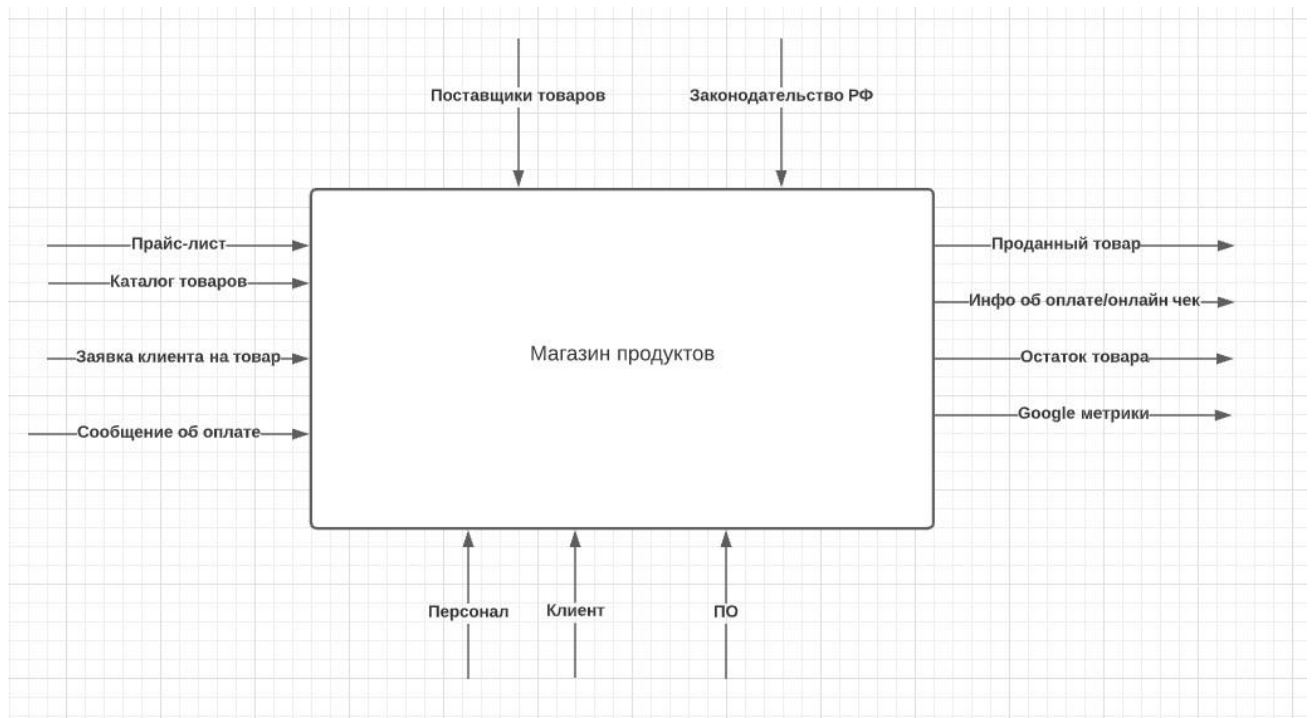 Поставщики товаров
Законодательство РФ
Прайс-лист
Каталог товаров
Заявка клиента на товар
Сообщение об оплате
Магазин продуктов
Проданный товар
Инфо об оплате/онлайн чек
Остаток товара
Google метрики
Персонал
Клиент
ПО